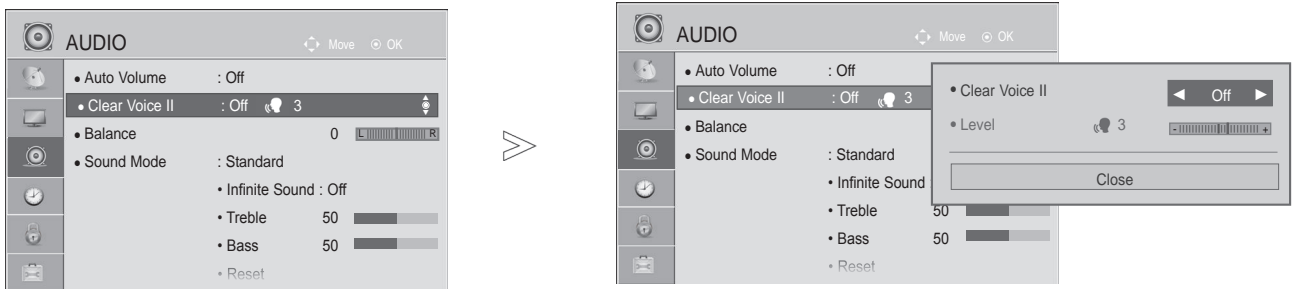 AUDIO Move OK
• Auto Volume : Off
• Clear Voice II : Off 3
• Balance 0 L R
• Sound Mode : Standard
• Infinite Sound : Off
• Treble 50
• Bass 50
• Reset
AUDIO Move OK
• Auto Volume : Off
• Clear Voice II : Off 3
• Balance
• Sound Mode : Standard
• Infinite Sound :
• Treble 50
• Bass 50
• Reset
• Clear Voice II ◀ Off ▶
• Level 3 - +
Close